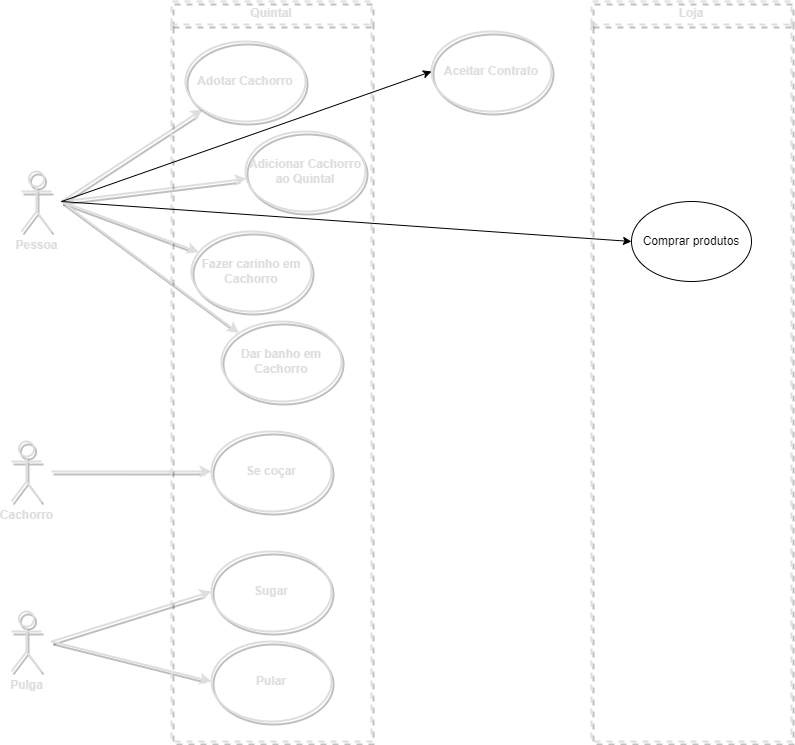 Quintal
Loja
Adotar Cachorro
Aceitar Contrato
Adicionar Cachorro
ao Quintal
Pessoa
Comprar produtos
Fazer carinho em
Cachorro
Dar banho em
Cachorro
Se coçar
Cachorro
Sugar
Pulga
Pular